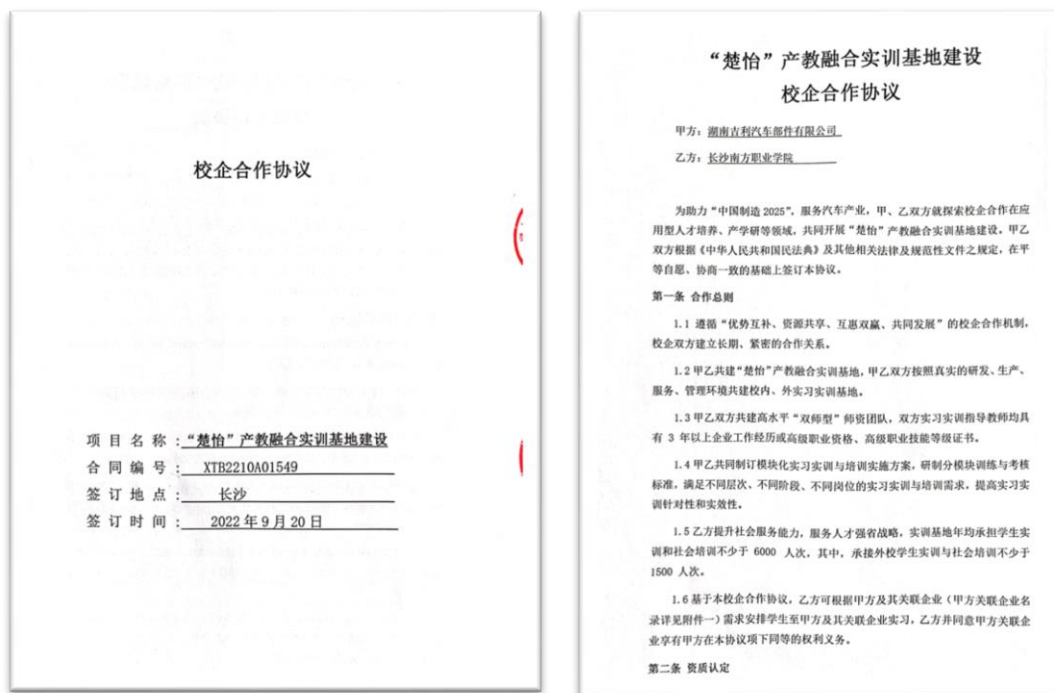 校企合作协议
项目名称：“楚怡”产教融合实训基地建设
合同编号：XTB2210A01549
签订地点：长沙
签订时间：2022年9月20日
“楚怡”产教融合实训基地建设
校企合作协议
甲方：湖南吉利汽车部件有限公司
乙方：长沙南方职业学院
为助力“中国制造 2025”，服务汽车产业，甲、乙双方就探索校企合作在应
用型人才培养、产学研等领域，共同开展“楚怡”产教融合实训基地建设，甲乙
双方根据《中华人民共和国民法典》及其他相关法律及规范性文件之规定，在平
等自愿、协商一致的基础上签订本协议。
第一条 合作总则
1.1 遵循“优势互补、资源共享、互惠双赢、共同发展”的校企合作机制，
校企双方建立长期、紧密的合作关系。
1.2 甲乙共建“楚怡”产教融合实训基地，甲乙双方按照真实的研发、生产、
服务、管理环境共建校内、外实习实训基地。
1.3 甲乙双方共建高水平“双师型”师资团队，双方实习实训指导教师均具
有 3 年以上企业工作经历或高级职业资格、高级职业技能等级证书。
1.4 甲乙共同制订模块化实习实训与培训实施方案，研制分模块训练与考核
标准，满足不同层次、不同阶段、不同岗位的实习实训与培训需求，提高实习实
训针对性和实效性。
1.5 乙方提升社会服务能力，服务人才强省战略，实训基地年均承担学生实
训和社会培训不少于 6000 人次，其中，承接外校学生实训与社会培训不少于
1500 人次。
1.6 基于本校企合作协议，乙方可根据甲方及其关联企业（甲方关联企业名
录详见附件一）需求安排学生至甲方及其关联企业实习，乙方并同意甲方关联企
业享有甲方在本协议项下同等的权利义务。
第二条 资质认定